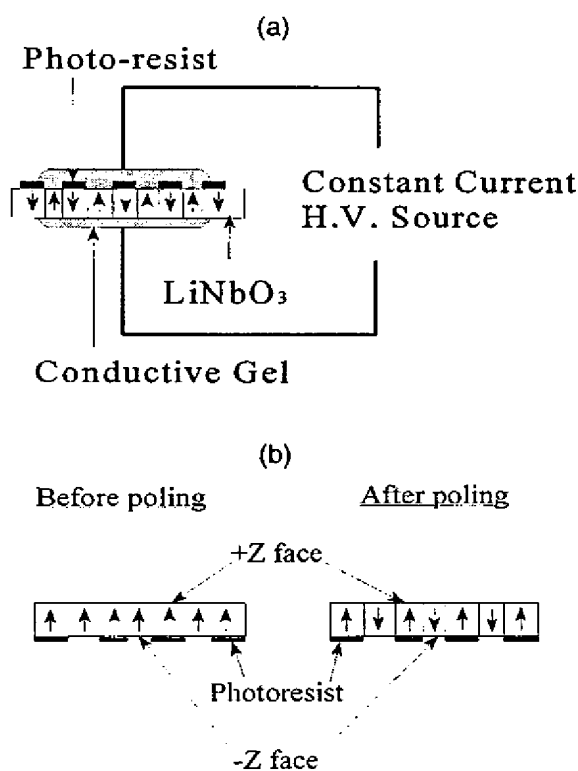 (a)
Photo-resist
Constant Current
H.V. Source
LiNbO₃
Conductive Gel
(b)
Before poling
After poling
+Z face
Photoresist
-Z face